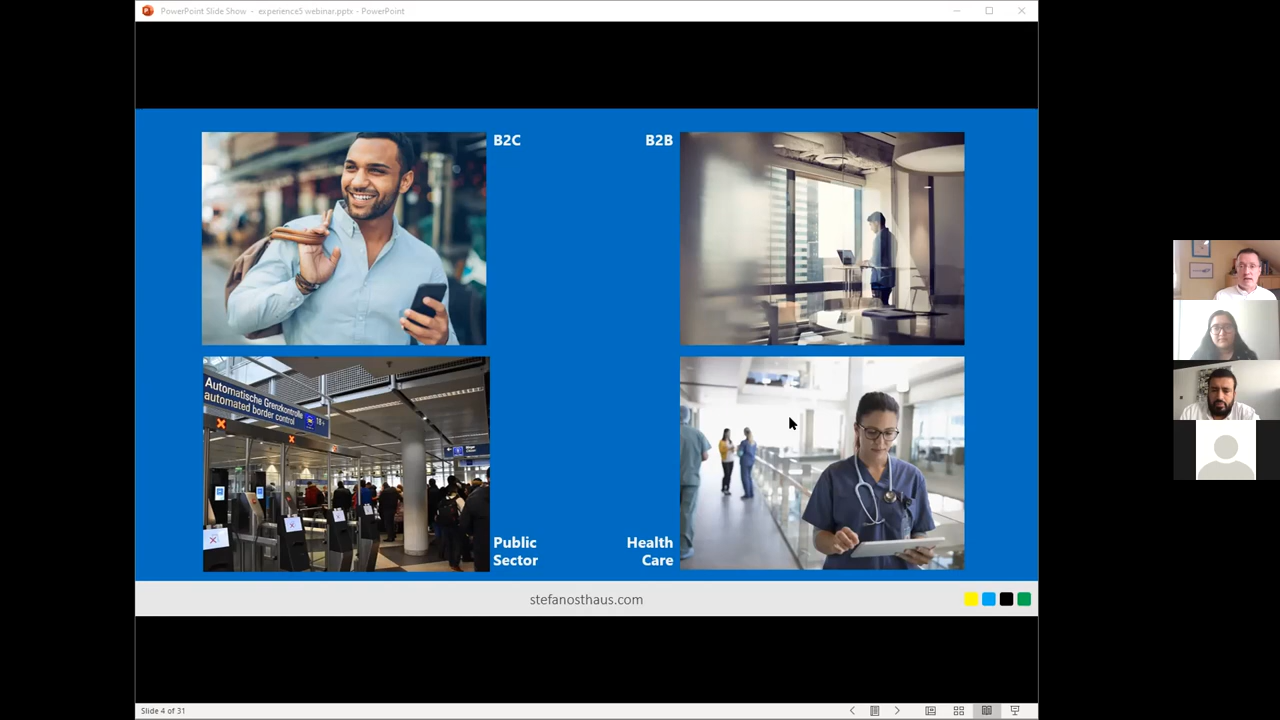 PowerPoint Slide Show - experience5 webinar.pptx - PowerPoint
B2C
B2B
Automatische Grenzkontrolle
automated border control
18+
Public
Sector
Health
Care
stefanosthaus.com
Slide 4 of 31